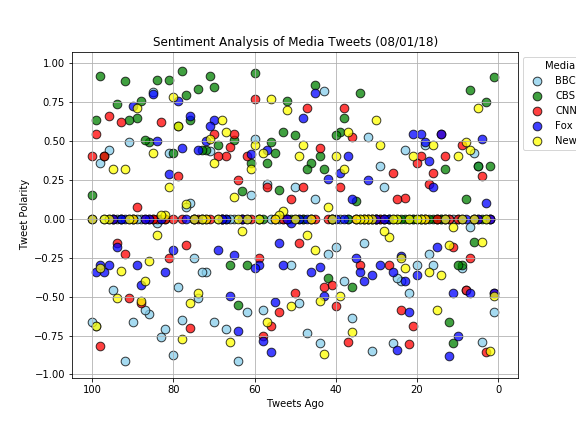 Sentiment Analysis of Media Tweets (08/01/18)
Media
BBC
CBS
CNN
Fox
New
1.00
0.75
0.50
0.25
0.00
−0.25
−0.50
−0.75
−1.00
Tweet Polarity
100
80
60
40
20
0
Tweets Ago